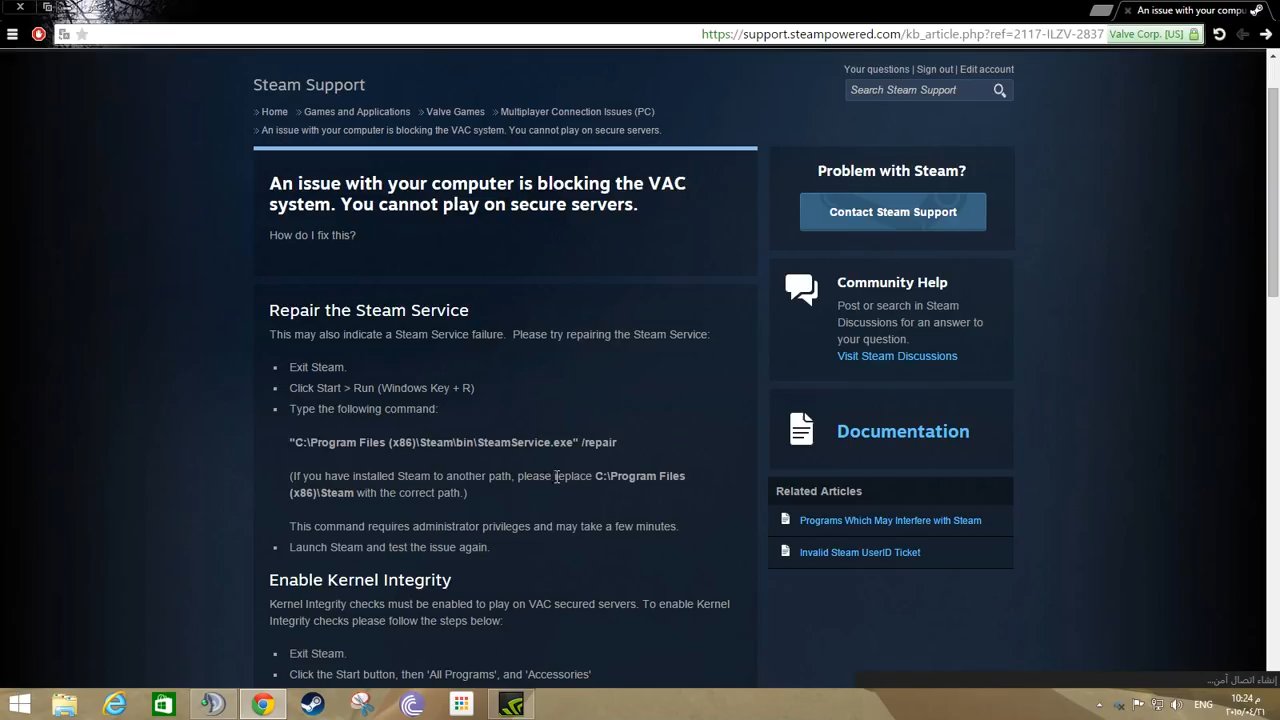 An issue with your compu
https://support.steampowered.com/kb_article.php?ref=2117-ILZV-2837
Valve Corp. [US]
Steam Support
Your questions | Sign out | Edit account
Search Steam Support
Home
Games and Applications
Valve Games
Multiplayer Connection Issues (PC)
An issue with your computer is blocking the VAC system. You cannot play on secure servers.
An issue with your computer is blocking the VAC
system. You cannot play on secure servers.
How do I fix this?
Repair the Steam Service
This may also indicate a Steam Service failure.  Please try repairing the Steam Service:
Exit Steam.
Click Start > Run (Windows Key + R)
Type the following command:
"C:\Program Files (x86)\Steam\bin\SteamService.exe" /repair
(If you have installed Steam to another path, please replace C:\Program Files
(x86)\Steam with the correct path.)
This command requires administrator privileges and may take a few minutes.
Launch Steam and test the issue again.
Enable Kernel Integrity
Kernel Integrity checks must be enabled to play on VAC secured servers. To enable Kernel
Integrity checks please follow the steps below:
Exit Steam.
Click the Start button, then 'All Programs', and 'Accessories'
Problem with Steam?
Contact Steam Support
Community Help
Post or search in Steam
Discussions for an answer to
your question.
Visit Steam Discussions
Documentation
Related Articles
Programs Which May Interfere with Steam
Invalid Steam UserID Ticket
إنشاء اتصال آمن...
ENG
10:24 م